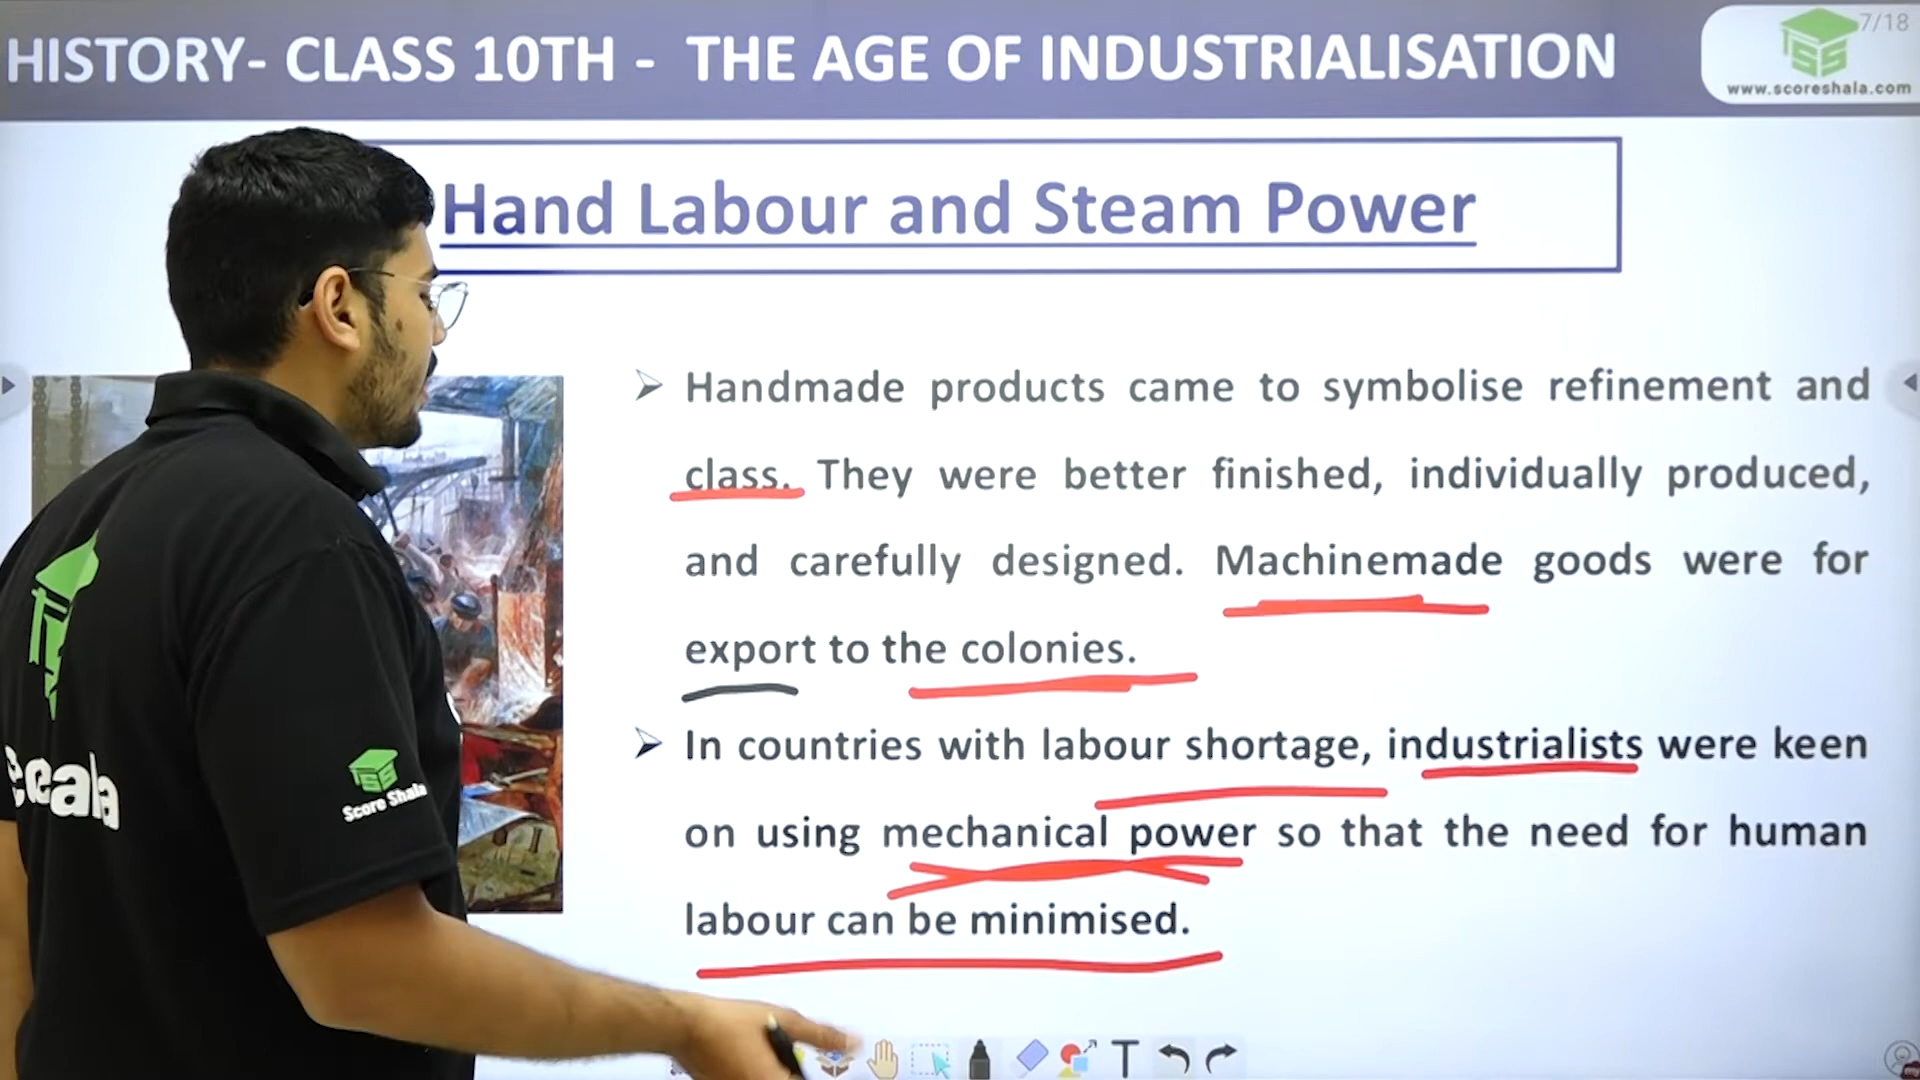 HISTORY- CLASS 10TH - THE AGE OF INDUSTRIALISATION
7/18
www.scoreshala.com
Hand Labour and Steam Power
Handmade products came to symbolise refinement and
class. They were better finished, individually produced,
and carefully designed. Machinemade goods were for
export to the colonies.
In countries with labour shortage, industrialists were keen
on using mechanical power so that the need for human
labour can be minimised.
Score Shala
T